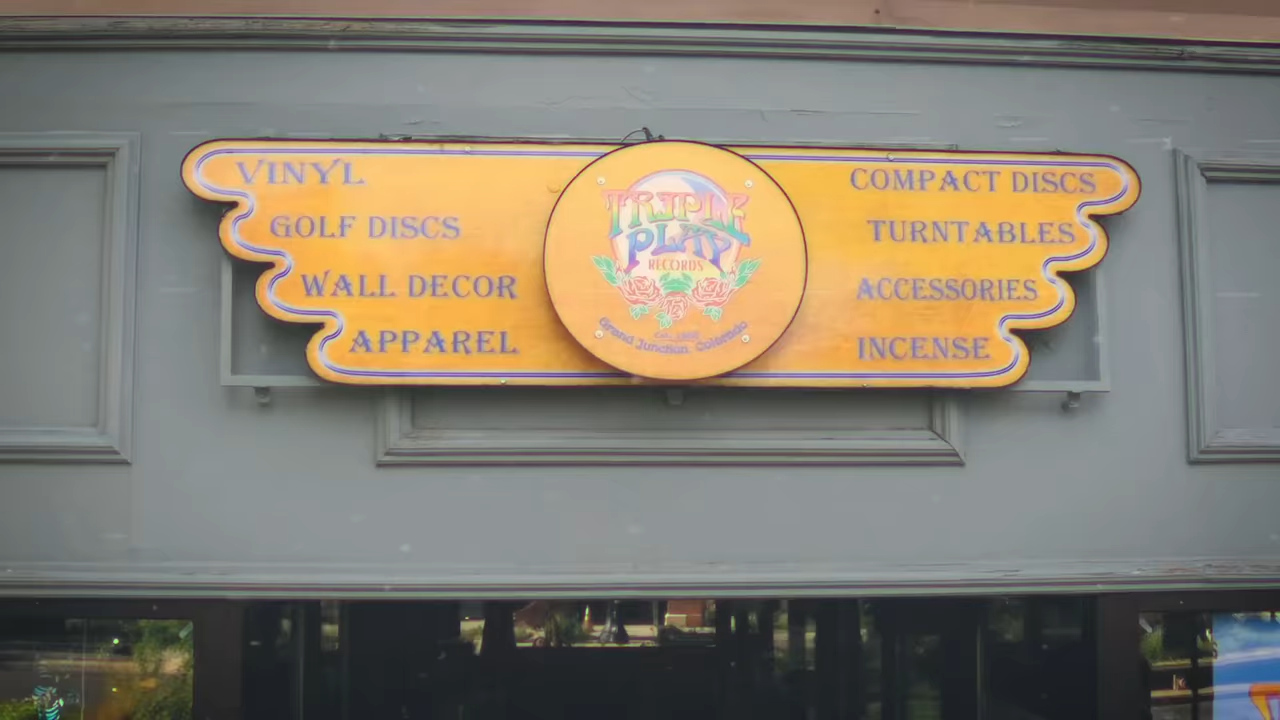 VINYL
GOLF DISCS
WALL DECOR
APPAREL
TRIPLE
PLAY
RECORDS
Grand Junction, Colorado
COMPACT DISCS
TURNTABLES
ACCESSORIES
INCENSE